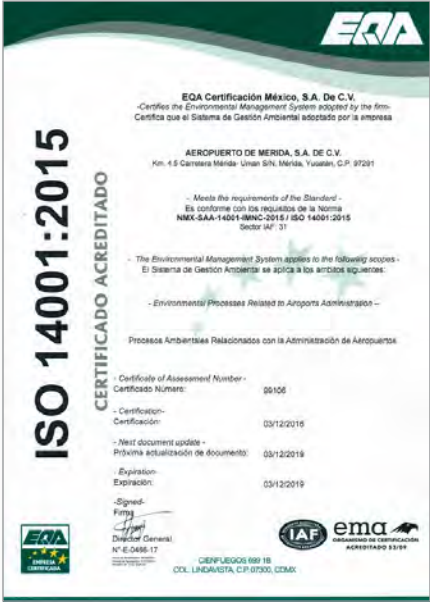 EQA
EQA Certificación México, S.A. De C.V.
-Certifies the Environmental Management System adopted by the firm-
Certifica que el Sistema de Gestión Ambiental adoptado por la empresa
AEROPUERTO DE MERIDA, S.A. DE C.V.
Km. 4.5 Carretera Mérida- Uman S/N, Mérida, Yucatán, C.P. 97291
- Meets the requirements of the Standard -
Es conforme con los requisitos de la Norma
NMX-SAA-14001-IMNC-2015 / ISO 14001:2015
Sector IAF: 31
- The Environmental Management System applies to the following scopes -
El Sistema de Gestión Ambiental se aplica a los ámbitos siguientes:
- Environmental Processes Related to Airports Administration –
Procesos Ambientales Relacionados con la Administración de Aeropuertos
ISO 14001:2015
CERTIFICADO ACREDITADO
- Certificate of Assessment Number -
Certificado Número: 99106
- Certification-
Certificación: 03/12/2016
- Next document update -
Próxima actualización de documento: 03/12/2019
- Expiration-
Expiración: 03/12/2019
-Signed-
Firma
Director General
N°-E-0486-17
CIENFUEGOS 699 1B
COL. LINDAVISTA, C.P. 07300, CDMX
EQA
EMPRESA
CERTIFICADA
IAF
ema
ORGANISMO DE CERTIFICACIÓN
ACREDITADO 53/09